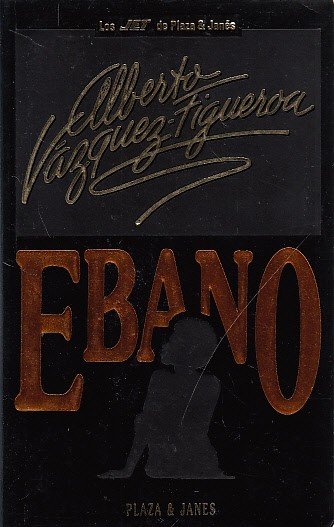 Los JET de Plaza & Janés
Alberto
Vázquez-Figueroa
EBANO
PLAZA & JANES